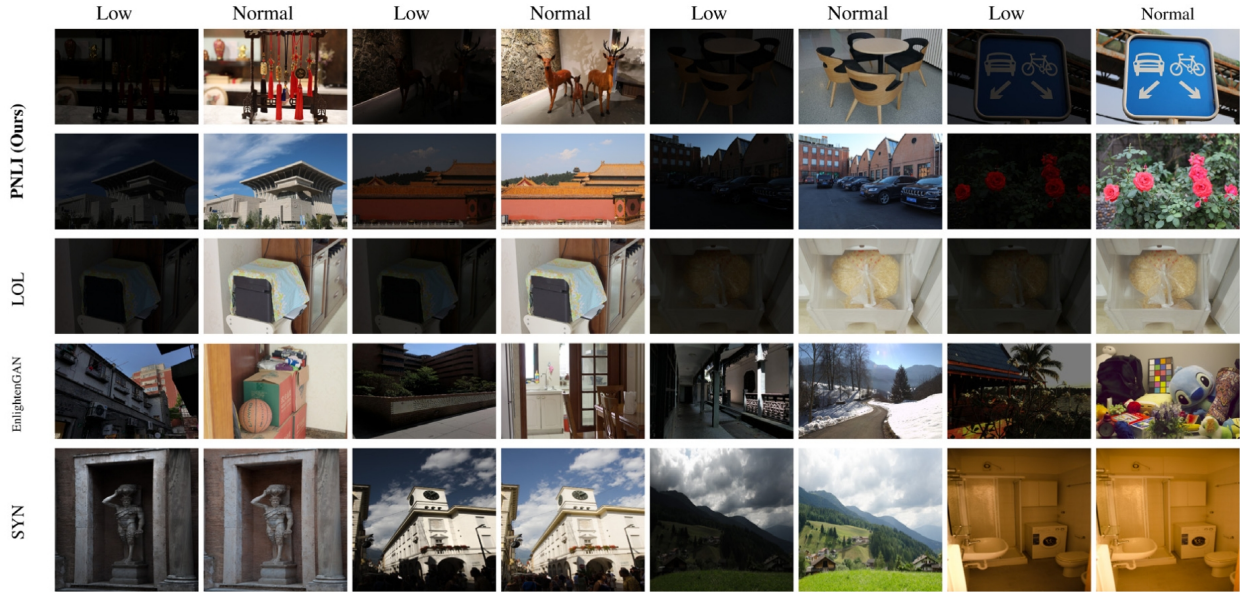 Low Normal Low Normal Low Normal Low Normal
PNLI (Ours)
LOL
EnlightenGAN
SYN